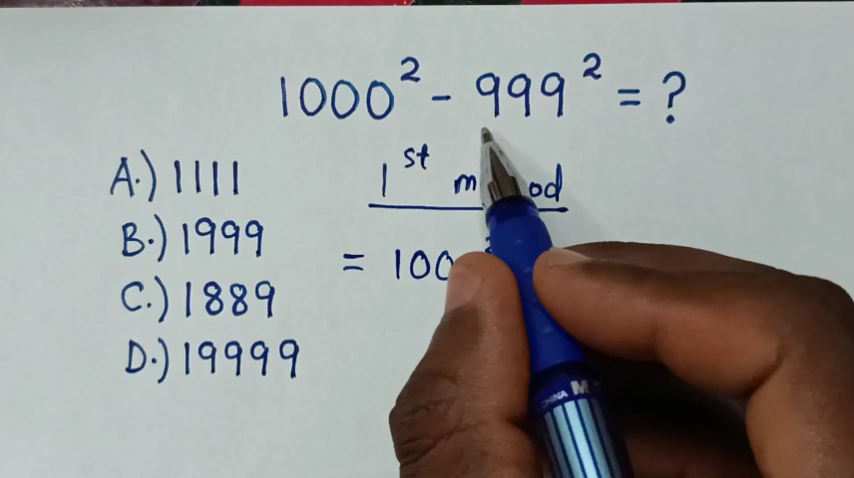 1000² - 999² = ?
A.) 1111
B.) 1999
C.) 1889
D.) 19999
1st
= 100
CHINA